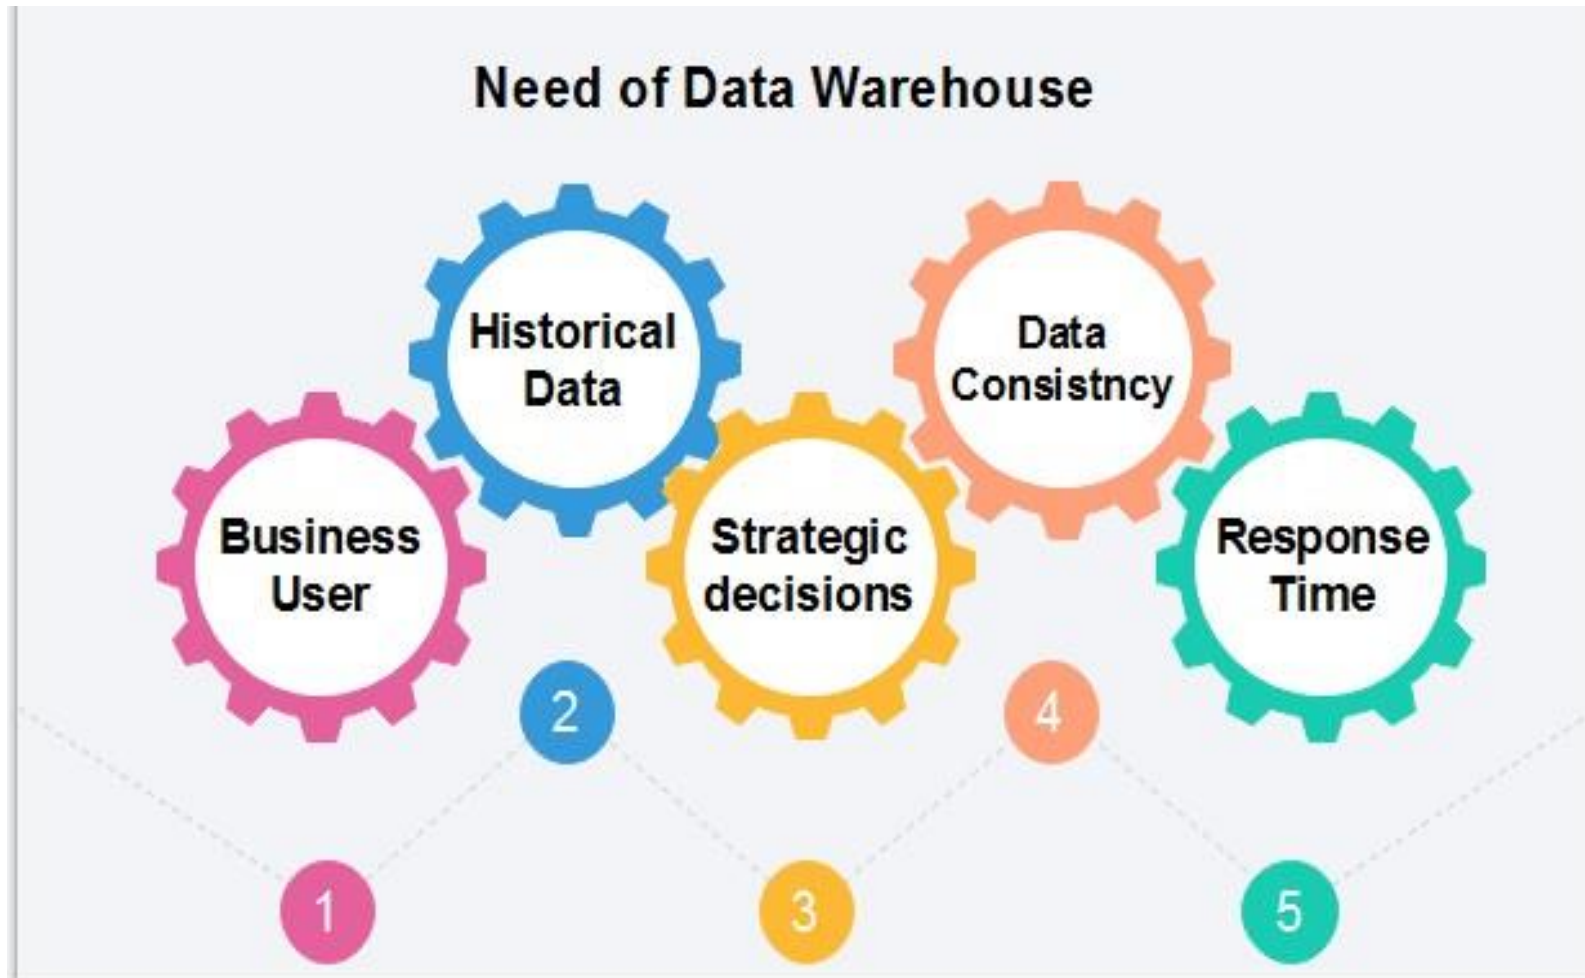 Need of Data Warehouse
Historical
Data
Data
Consistncy
Business
User
Strategic
decisions
Response
Time
2
4
1
3
5